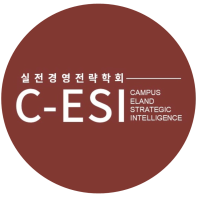 실전경영전략학회
C-ESI
CAMPUS
ELAND
STRATEGIC
INTELLIGENCE